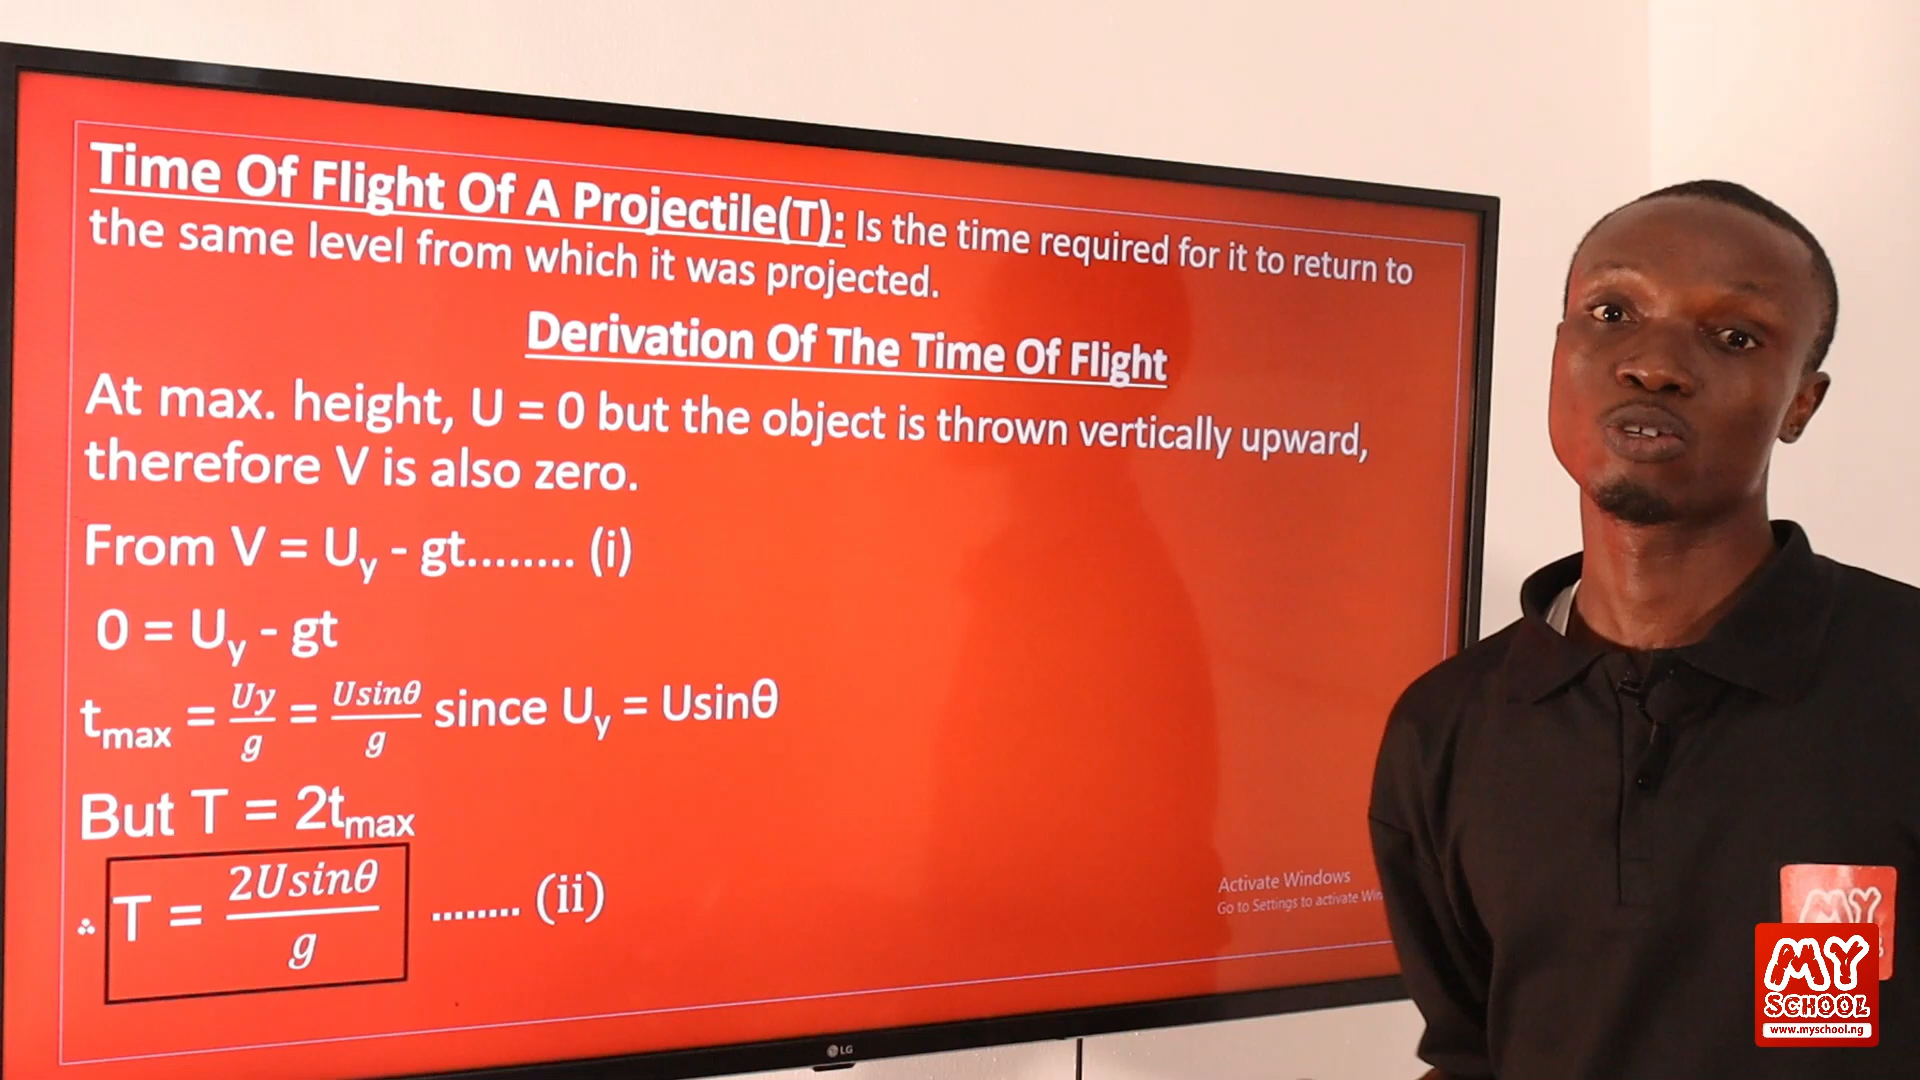 Time Of Flight Of A Projectile(T): Is the time required for it to return to
the same level from which it was projected.
Derivation Of The Time Of Flight
At max. height, U = 0 but the object is thrown vertically upward,
therefore V is also zero.
From V = Uy - gt........ (i)
0 = Uy - gt
tmax = Uy/g = Usinθ/g since Uy = Usinθ
But T = 2tmax
∴ T = 2Usinθ/g ........ (ii)
Activate Windows
Go to Settings to activate Win
LG
MY
MY
SCHOOL
www.myschool.ng